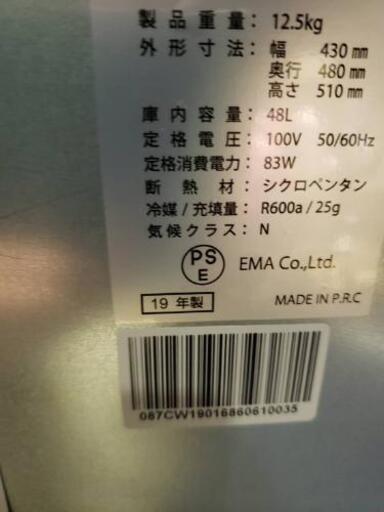 製品重量：12.5kg
外形寸法：幅 430㎜
奥行 480㎜
高さ 510㎜
庫内容量：48L
定格電圧：100V 50/60Hz
定格消費電力：83W
断熱材：シクロペンタン
冷媒/充填量：R600a/25g
気候クラス：N
PS
E
EMA Co.,Ltd.
19 年製
MADE IN P.R.C
087CW19016860610035